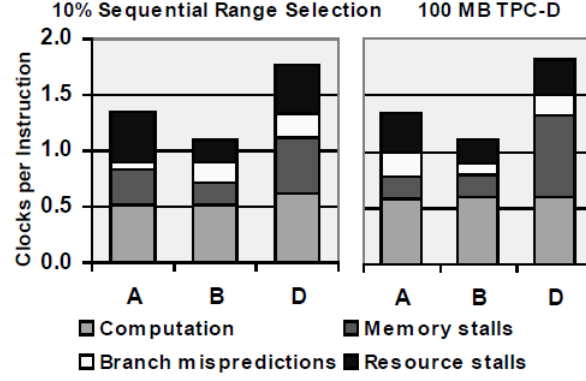 10% Sequential Range Selection 100 MB TPC-D
Clocks per Instruction
2.0
1.5
1.0
0.5
0.0
A B D A B D
Computation Memory stalls
Branch mispredictions Resource stalls